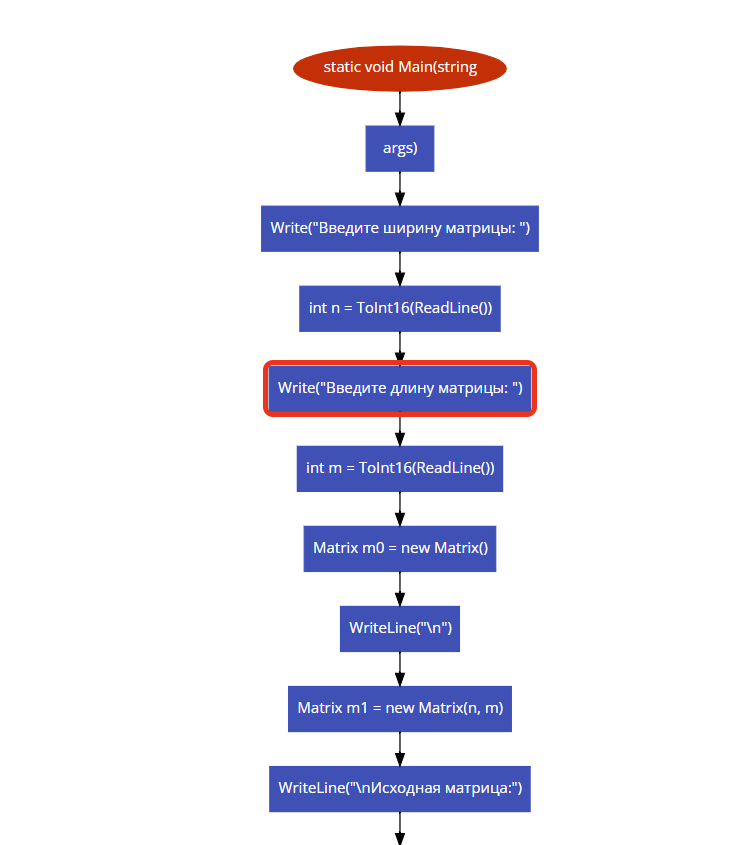 static void Main(string
args)
Write("Введите ширину матрицы: ")
int n = ToInt16(ReadLine())
Write("Введите длину матрицы: ")
int m = ToInt16(ReadLine())
Matrix m0 = new Matrix()
WriteLine("\n")
Matrix m1 = new Matrix(n, m)
WriteLine("\nИсходная матрица:")